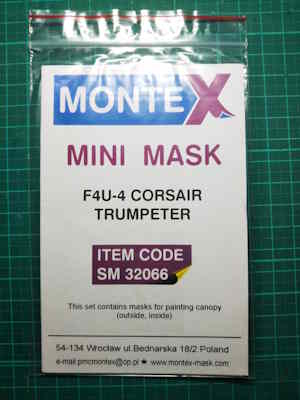 MONTEX
MINI MASK
F4U-4 CORSAIR
TRUMPETER
ITEM CODE
SM 32066
This set contains masks for painting canopy
(outside, inside)
54-134 Wrocław ul.Bednarska 18/2 Poland
e-mail:pmcmontex@op.pl ★ www.montex-mask.com